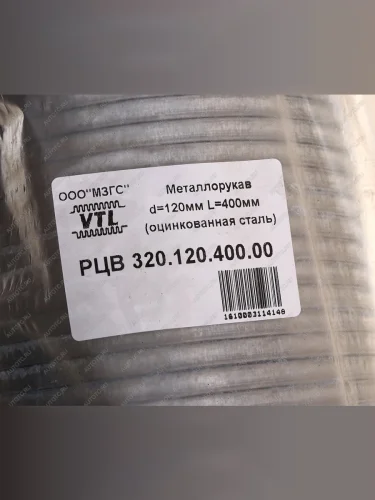 ООО"МЗГС"
VTL
Металлорукав
d=120мм L=400мм
(оцинкованная сталь)
РЦВ 320.120.400.00
1610003114148